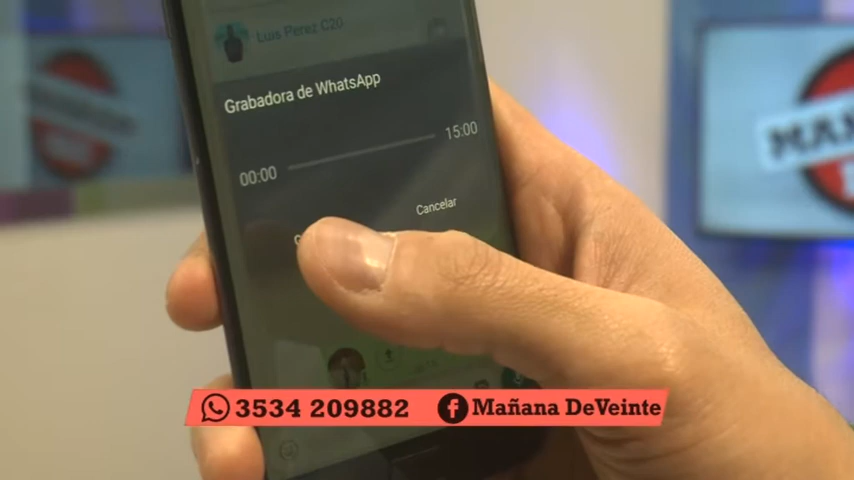 Luis Perez C20
Grabadora de WhatsApp
00:00
15:00
Cancelar
3534 209882
Mañana DeVeinte